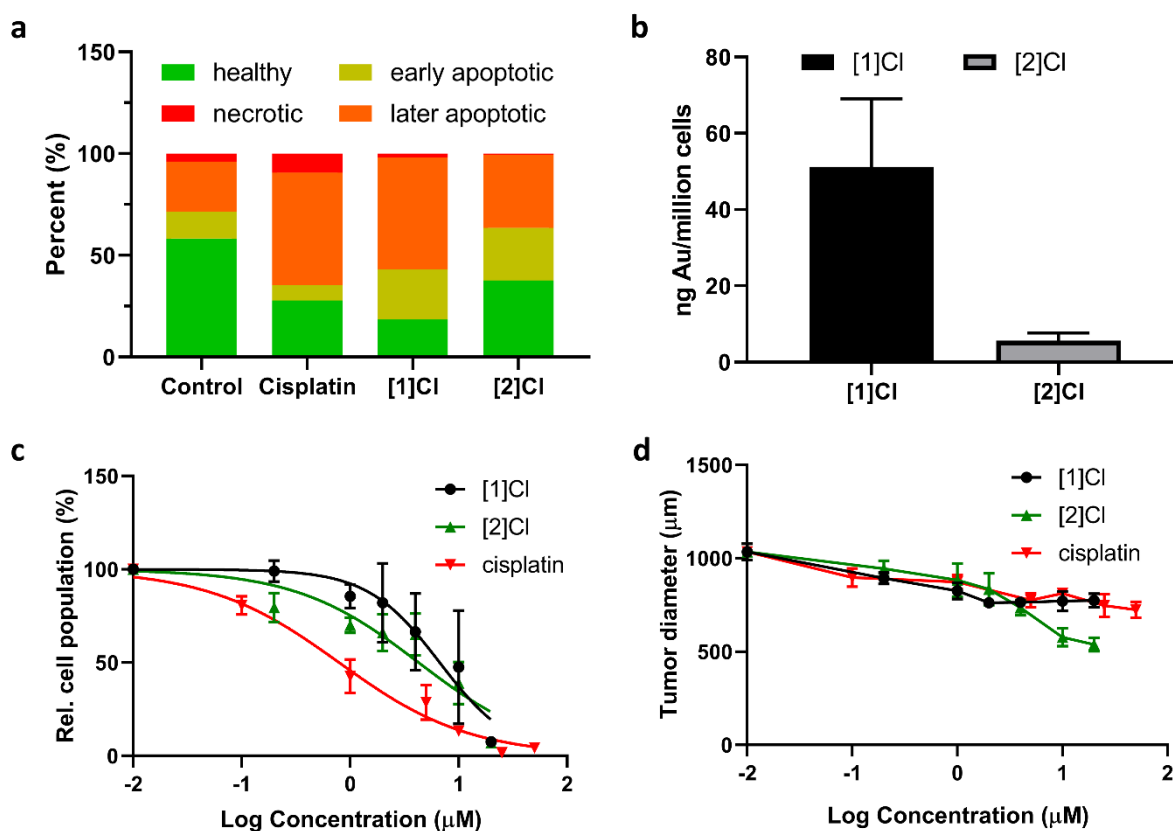 a
Percent (%)
150
100
50
0
healthy
early apoptotic
necrotic
later apoptotic
Control
Cisplatin
[1]Cl
[2]Cl
b
ng Au/million cells
80
60
40
20
0
[1]Cl
[2]Cl
[1]Cl
[2]Cl
c
Rel. cell population (%)
150
100
50
0
[1]Cl
[2]Cl
cisplatin
-2
-1
0
1
2
Log Concentration (μM)
d
Tumor diameter (μm)
1500
1000
500
0
[1]Cl
[2]Cl
cisplatin
-2
-1
0
1
2
Log Concentration (μM)